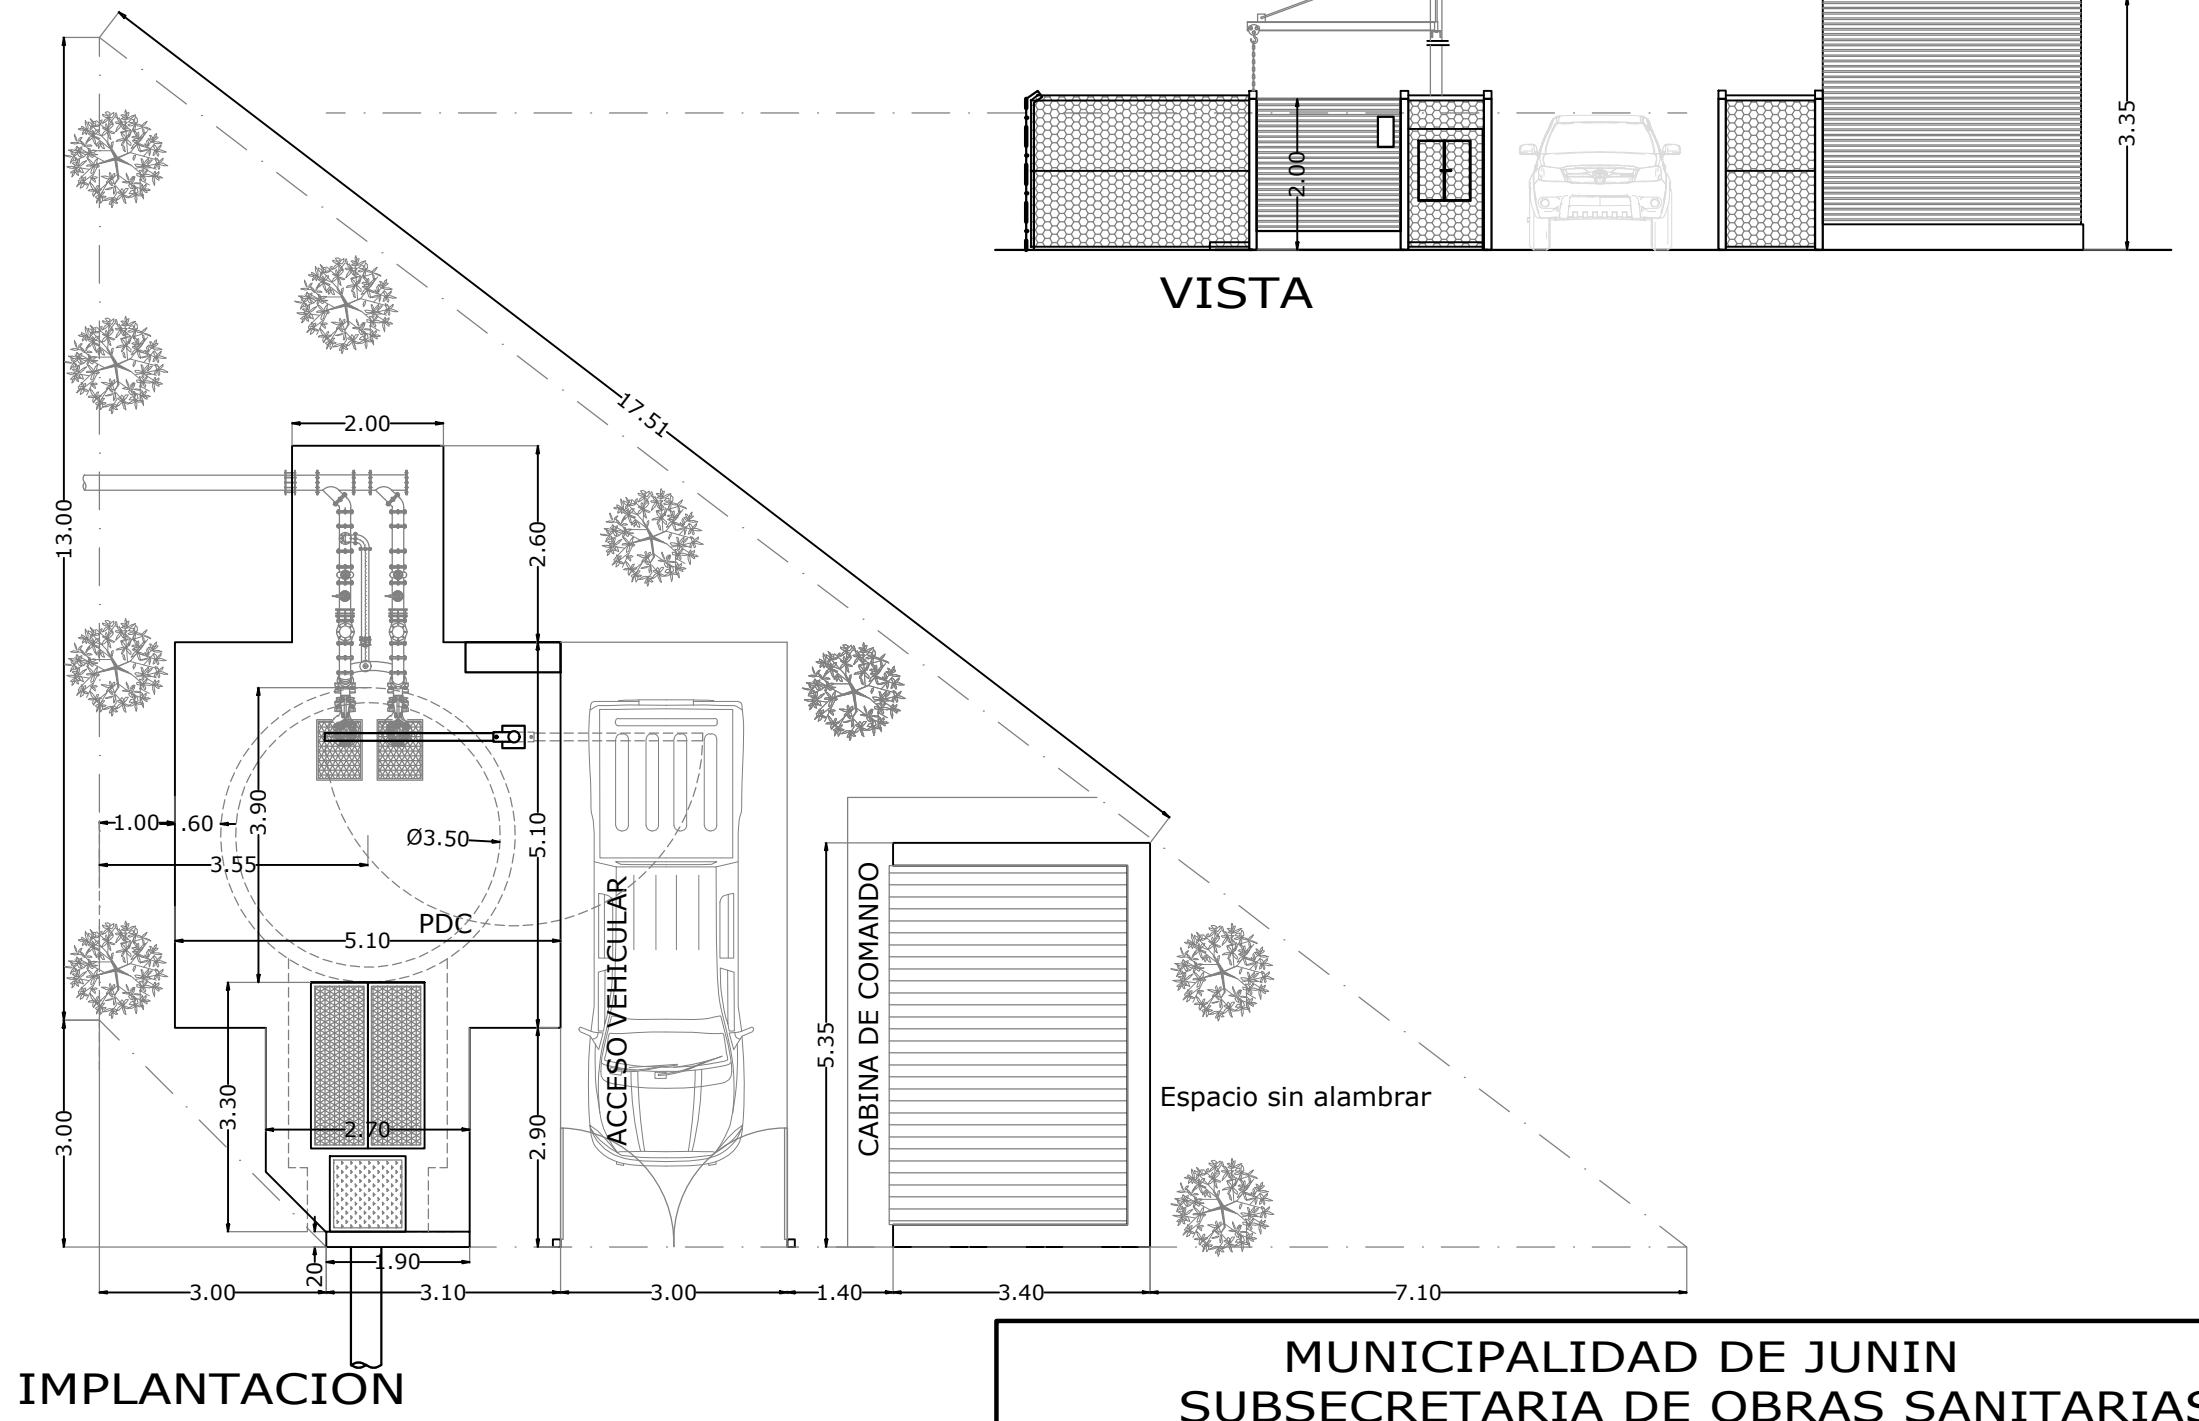 3.35
2.00
VISTA
17.51
2.00
13.00
2.60
1.00
.60
3.90
Ø3.50
5.10
3.55
PDC
5.10
ACCESO VEHICULAR
CABINA DE COMANDO
5.35
Espacio sin alambrar
3.00
3.30
2.70
2.90
20
1.90
3.00
3.10
3.00
1.40
3.40
7.10
IMPLANTACION
MUNICIPALIDAD DE JUNIN
SUBSECRETARIA DE OBRAS SANITARIAS